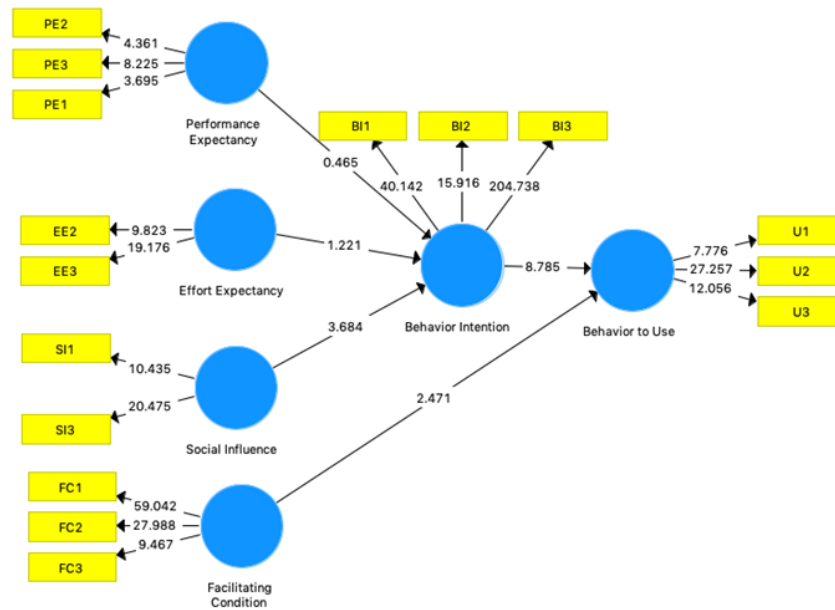 PE2
4.361
PE3
8.225
PE1
3.695
Performance
Expectancy
BI1
BI2
BI3
0.465
40.142
15.916
204.738
EE2
9.823
EE3
19.176
Effort Expectancy
1.221
Behavior Intention
8.785
Behavior to Use
U1
7.776
U2
27.257
U3
12.056
3.684
SI1
10.435
SI3
20.475
Social Influence
2.471
FC1
59.042
FC2
27.988
FC3
9.467
Facilitating
Condition